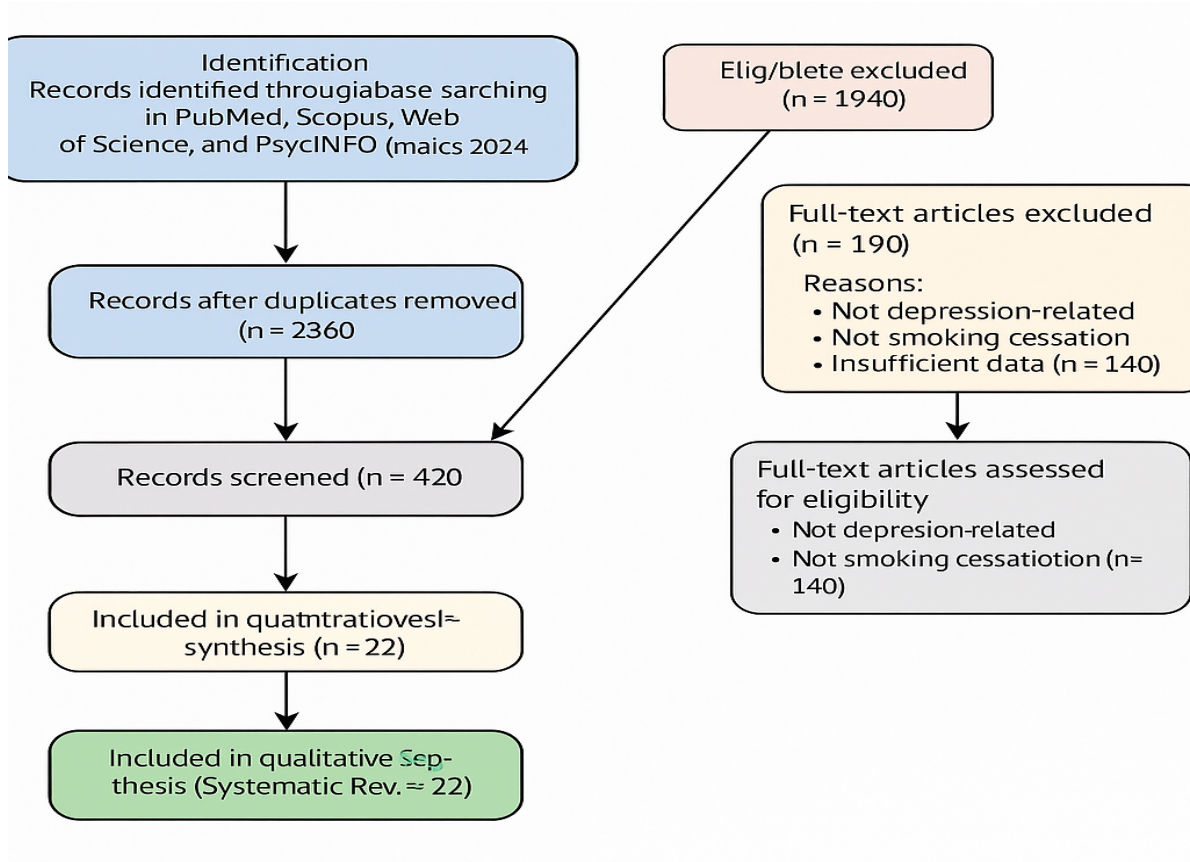 Identification
Records identified througiabase sarching
in PubMed, Scopus, Web
of Science, and PsycINFO (maics 2024
Records after duplicates removed
(n = 2360
Records screened (n = 420
Included in
synthesis (n = 22)
Included in qualitative
thesis (Systematic Rev. ≈ 22)
Elig/blete excluded
(n = 1940)
Full-text articles excluded
(n = 190)
Reasons:
• Not depression-related
• Not smoking cessation
• Insufficient data (n = 140)
Full-text articles assessed
for eligibility
• Not depresion-related
• Not smoking cessatiotion (n=
140)